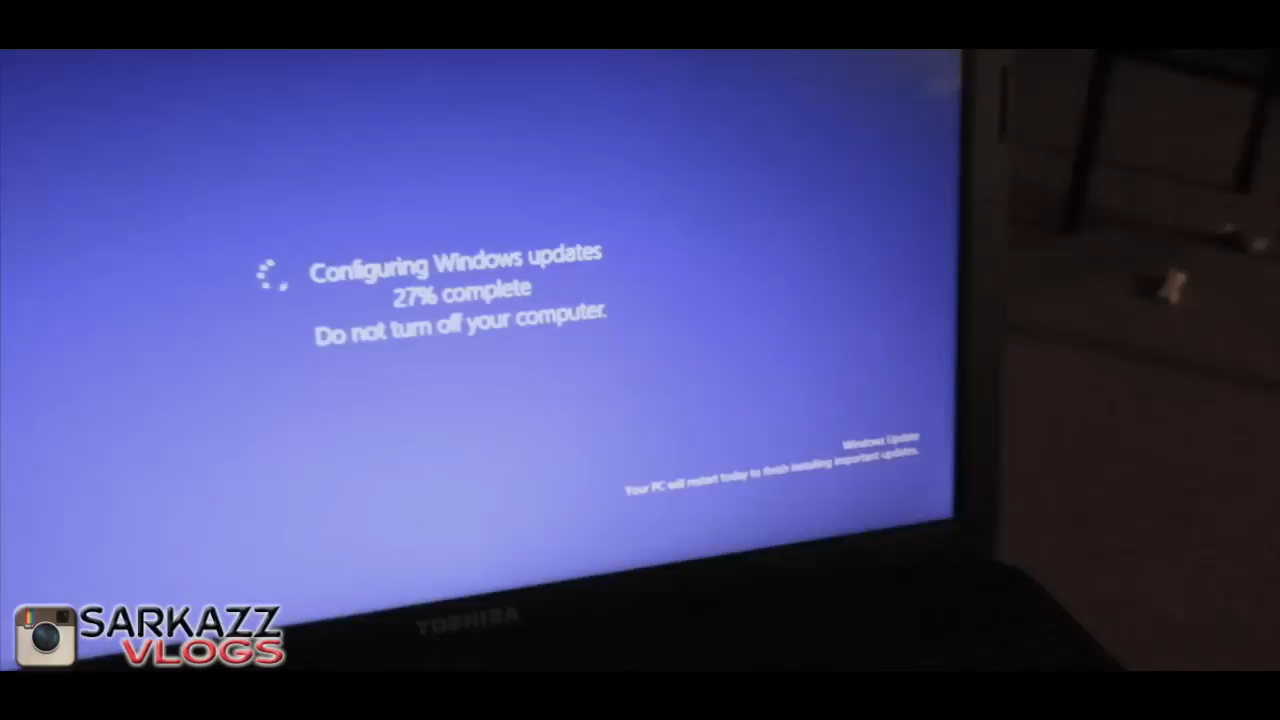 Configuring Windows updates
27% complete
Do not turn off your computer.
Windows Update
Your PC will restart today to finish installing important updates.
TOSHIBA
SARKAZZ
VLOGS